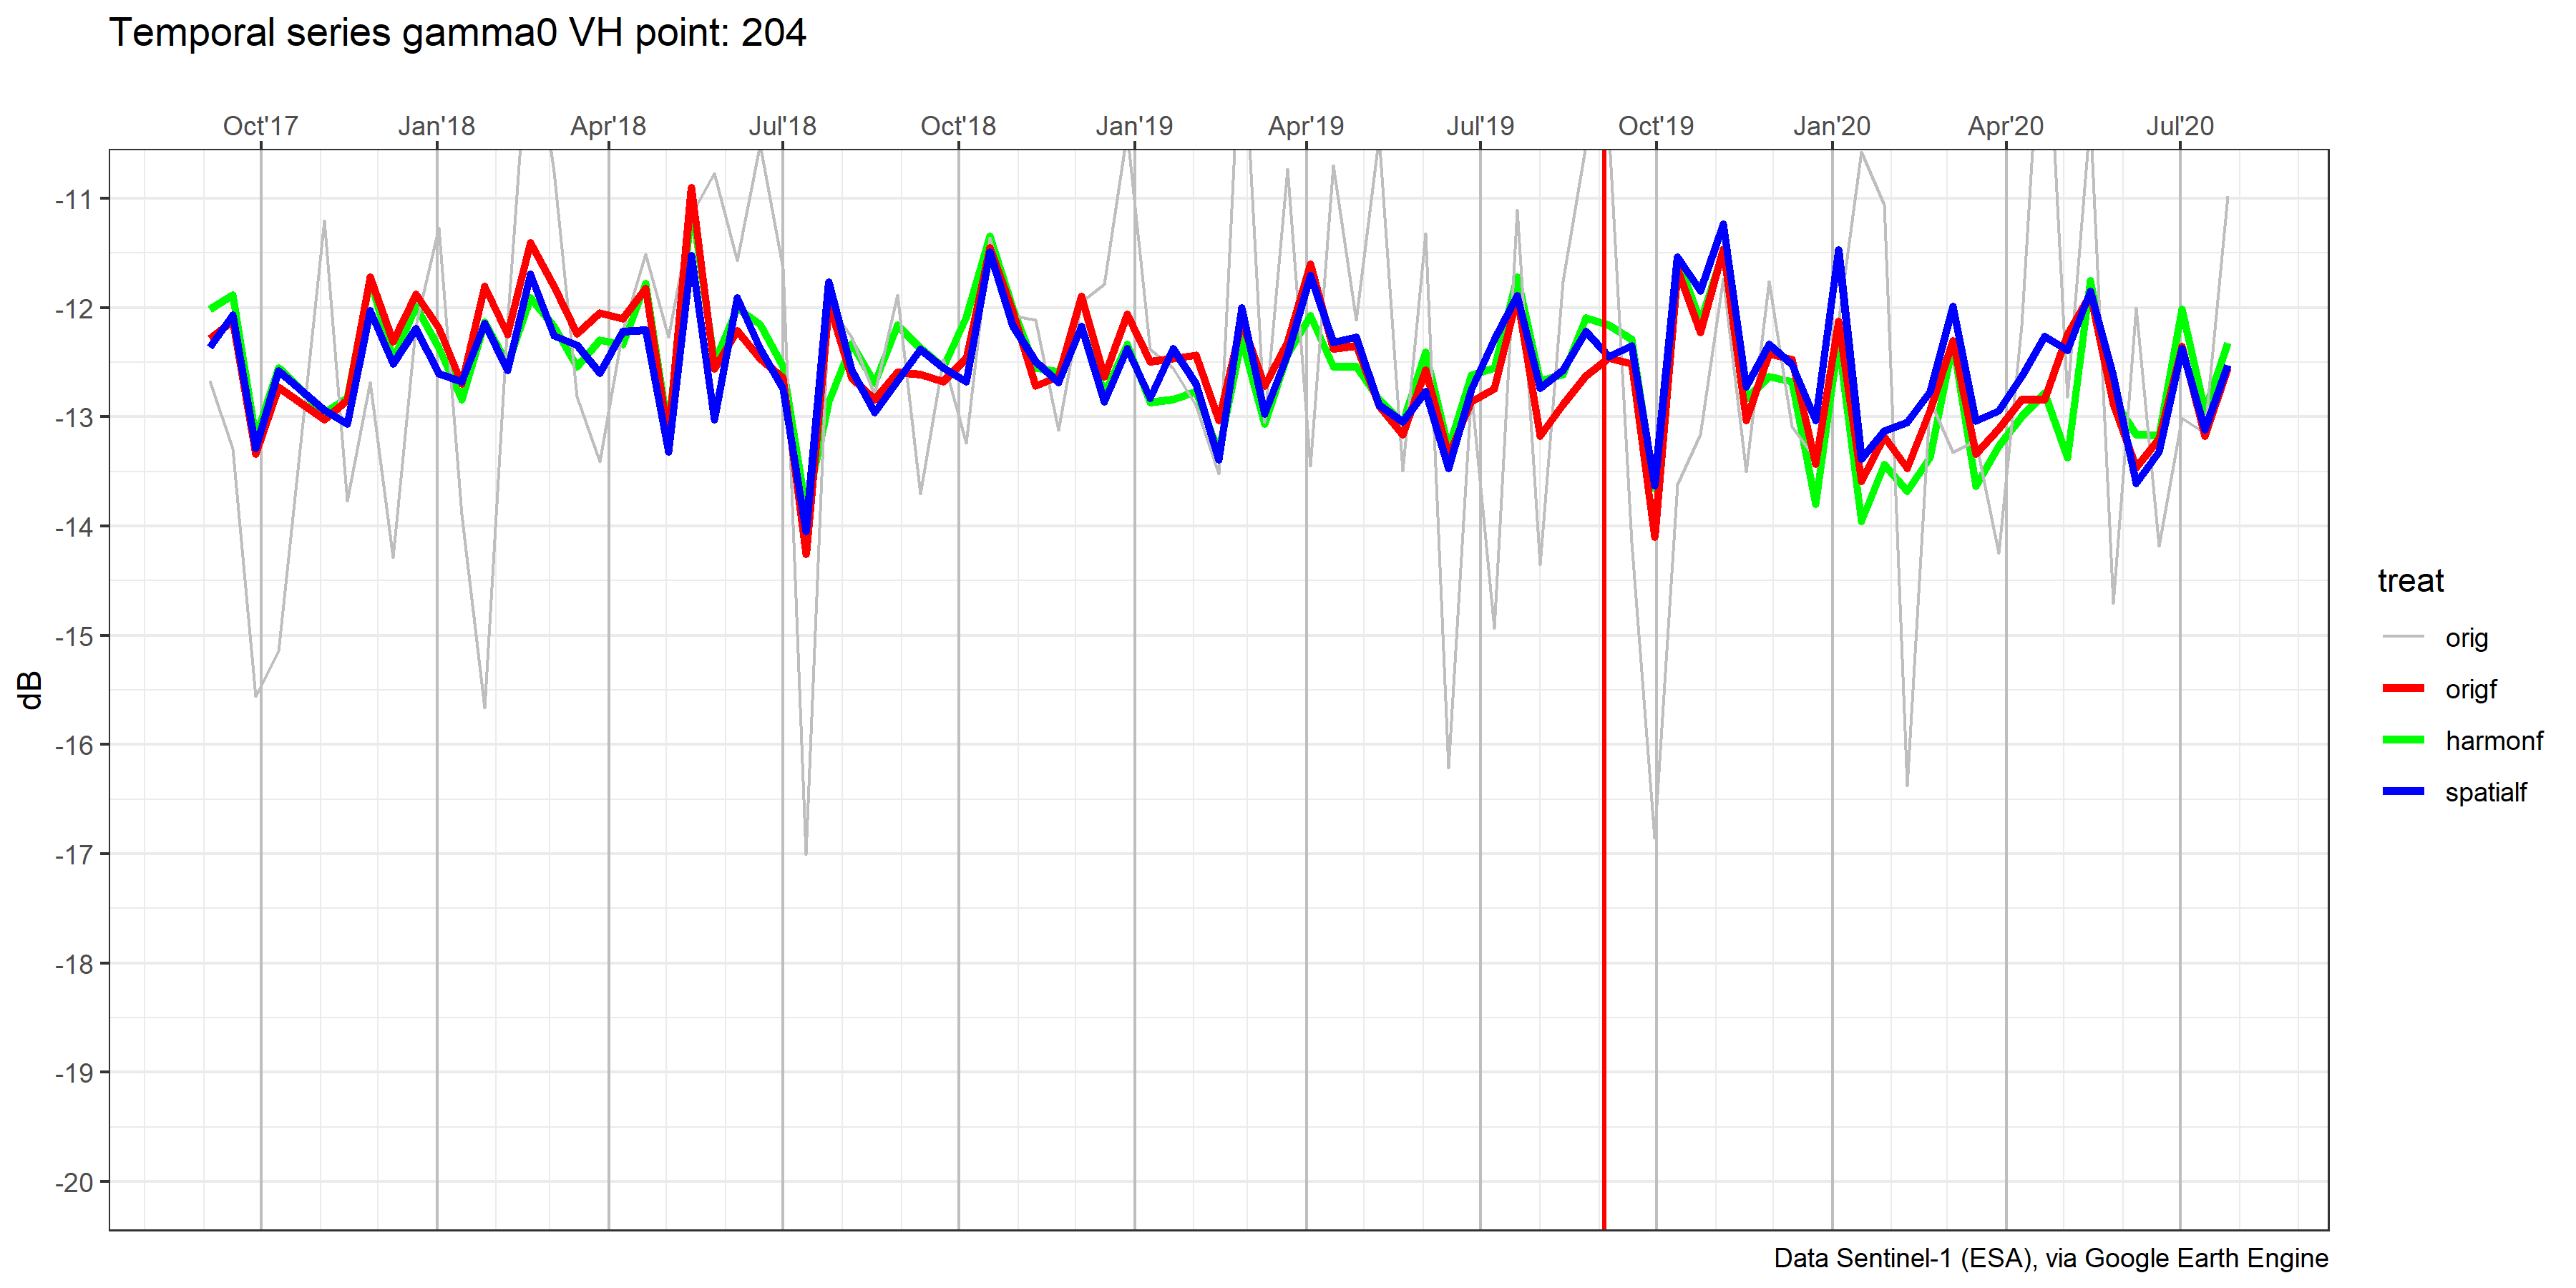 Temporal series gamma0 VH point: 204
Oct'17 Jan'18 Apr'18 Jul'18 Oct'18 Jan'19 Apr'19 Jul'19 Oct'19 Jan'20 Apr'20 Jul'20
-11
-12
-13
-14
-15
-16
-17
-18
-19
-20
dB
treat
orig
origf
harmonf
spatialf
Data Sentinel-1 (ESA), via Google Earth Engine